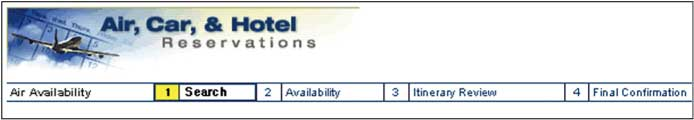 Air, Car, & Hotel
Reservations
Air Availability 1 Search 2 Availability 3 Itinerary Review 4 Final Confirmation